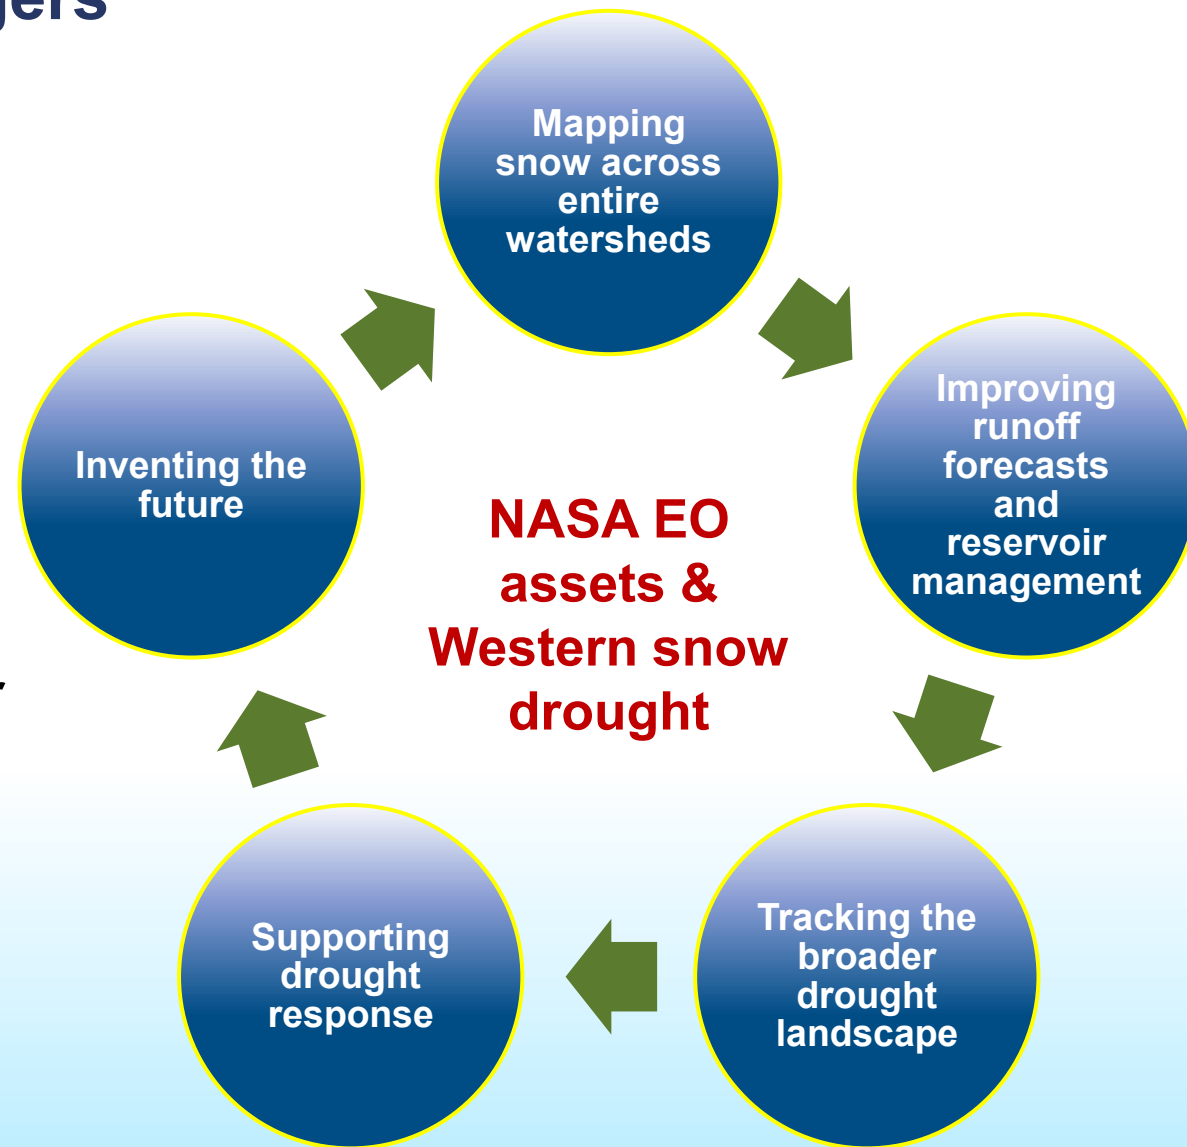 Mapping
snow across
entire
watersheds
Improving
runoff
forecasts
and
reservoir
management
Tracking the
broader
drought
landscape
Supporting
drought
response
Inventing the
future
NASA EO
assets &
Western snow
drought